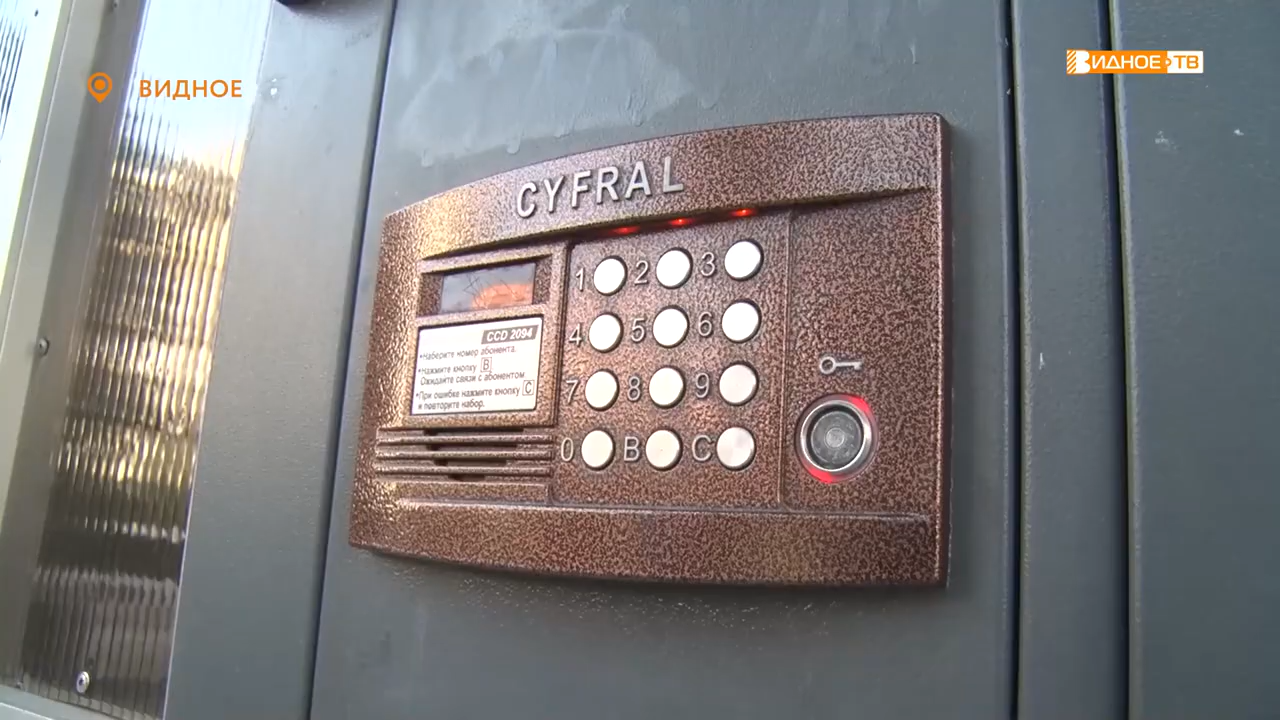 ВИДНОЕ
ВИДНОЕ·ТВ
CYFRAL
1 2 3
4 5 6
7 8 9
0 B C
CCD 2094
•Наберите номер абонента.
•Нажмите кнопку B
Ожидайте связи с абонентом
•При ошибке нажмите кнопку C
и повторите набор.